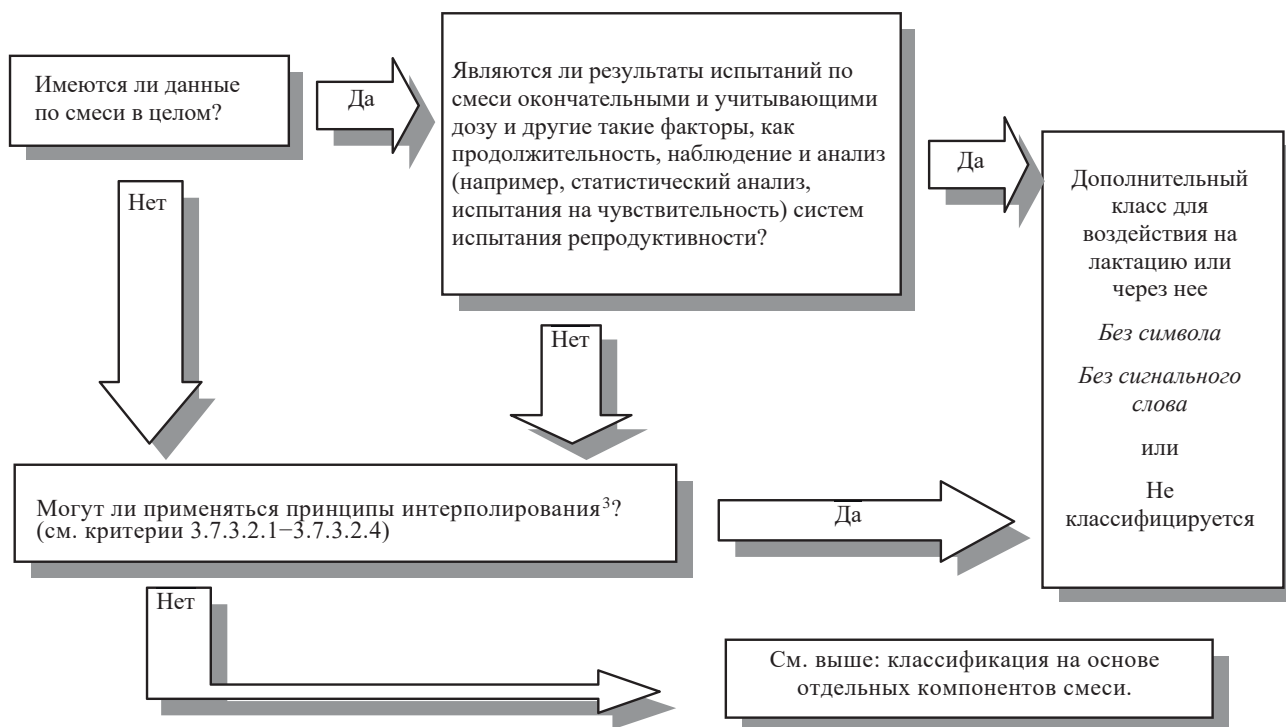 Имеются ли данные
по смеси в целом?
Да
Являются ли результаты испытаний по
смеси окончательными и учитывающими
дозу и другие такие факторы, как
продолжительность, наблюдение и анализ
(например, статистический анализ,
испытания на чувствительность) систем
испытания репродуктивности?
Да
Дополнительный
класс для
воздействия на
лактацию или
через нее
Без символа
Без сигнального
слова
или
Не
классифицируется
Нет
Нет
Могут ли применяться принципы интерполирования³?
(см. критерии 3.7.3.2.1−3.7.3.2.4)
Да
Нет
См. выше: классификация на основе
отдельных компонентов смеси.